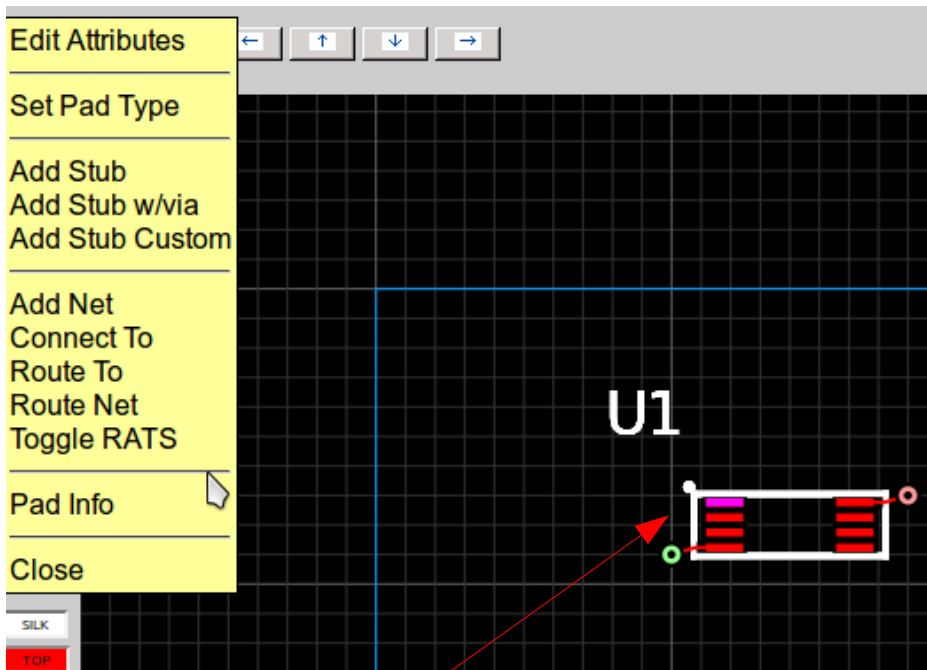 Edit Attributes
← ↑ ↓ →
Set Pad Type
Add Stub
Add Stub w/via
Add Stub Custom
Add Net
Connect To
Route To
Route Net
Toggle RATS
Pad Info
Close
U1
SILK
TOP